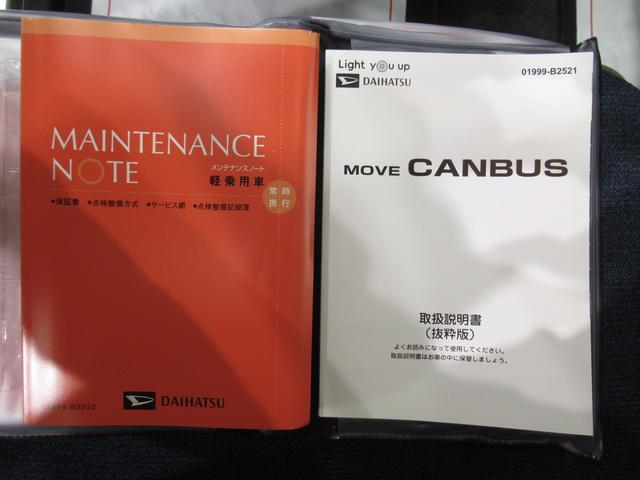 MAINTENANCE
NOTE
メンテナンスノート
軽乗用車
常時
携行
●保証書 ●点検整備方式 ●サービス網 ●点検整備記録簿
DAIHATSU
01999-B2032
Light you up
DAIHATSU
01999-B2521
MOVE CANBUS
取扱説明書
(抜粋版)
よくお読みになって使用してください。
取扱説明書はお車の中に保管しましょう。